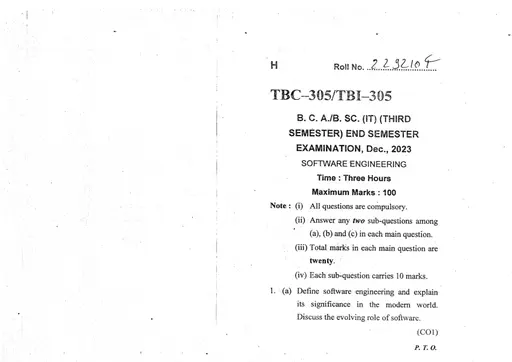 H Roll No. 2292104
TBC–305/TBI–305
B. C. A./B. SC. (IT) (THIRD
SEMESTER) END SEMESTER
EXAMINATION, Dec., 2023
SOFTWARE ENGINEERING
Time : Three Hours
Maximum Marks : 100
Note : (i) All questions are compulsory.
(ii) Answer any two sub-questions among
(a), (b) and (c) in each main question.
(iii) Total marks in each main question are
twenty.
(iv) Each sub-question carries 10 marks.
1. (a) Define software engineering and explain
its significance in the modern world.
Discuss the evolving role of software.
(CO1)
P. T. O.